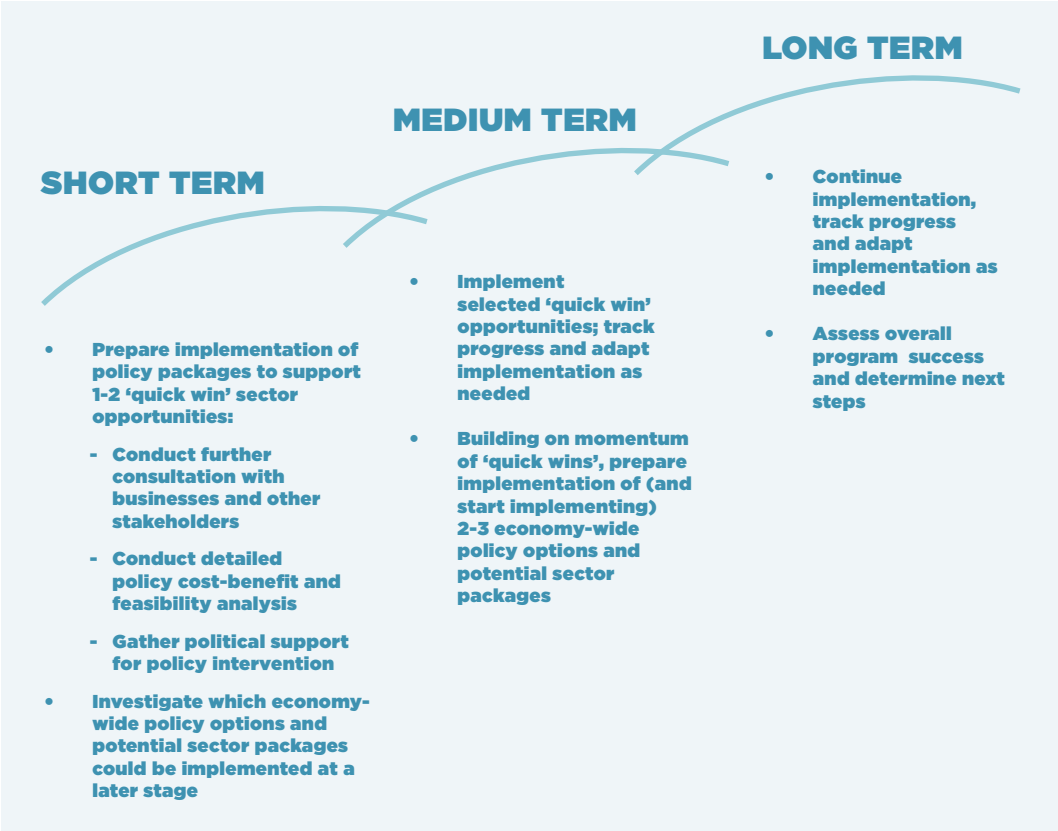 SHORT TERM
• Prepare implementation of
policy packages to support
1-2 ‘quick win’ sector
opportunities:
- Conduct further
consultation with
businesses and other
stakeholders
- Conduct detailed
policy cost-benefit and
feasibility analysis
- Gather political support
for policy intervention
• Investigate which economy-
wide policy options and
potential sector packages
could be implemented at a
later stage
MEDIUM TERM
• Implement
selected ‘quick win’
opportunities; track
progress and adapt
implementation as
needed
• Building on momentum
of ‘quick wins’, prepare
implementation of (and
start implementing)
2-3 economy-wide
policy options and
potential sector
packages
LONG TERM
• Continue
implementation,
track progress
and adapt
implementation as
needed
• Assess overall
program success
and determine next
steps